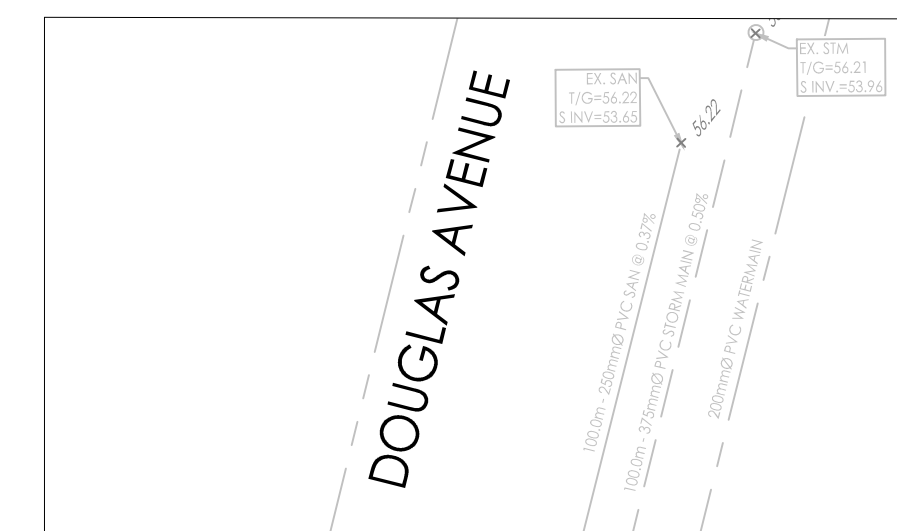 EX. STM
T/G=56.21
S INV.=53.96
EX. SAN
T/G=56.22
S INV=53.65
56.22
DOUGLAS AVENUE
100.0m - 250mmØ PVC SAN @ 0.37%
100.0m - 375mmØ PVC STORM MAIN @ 0.50%
200mmØ PVC WATERMAIN